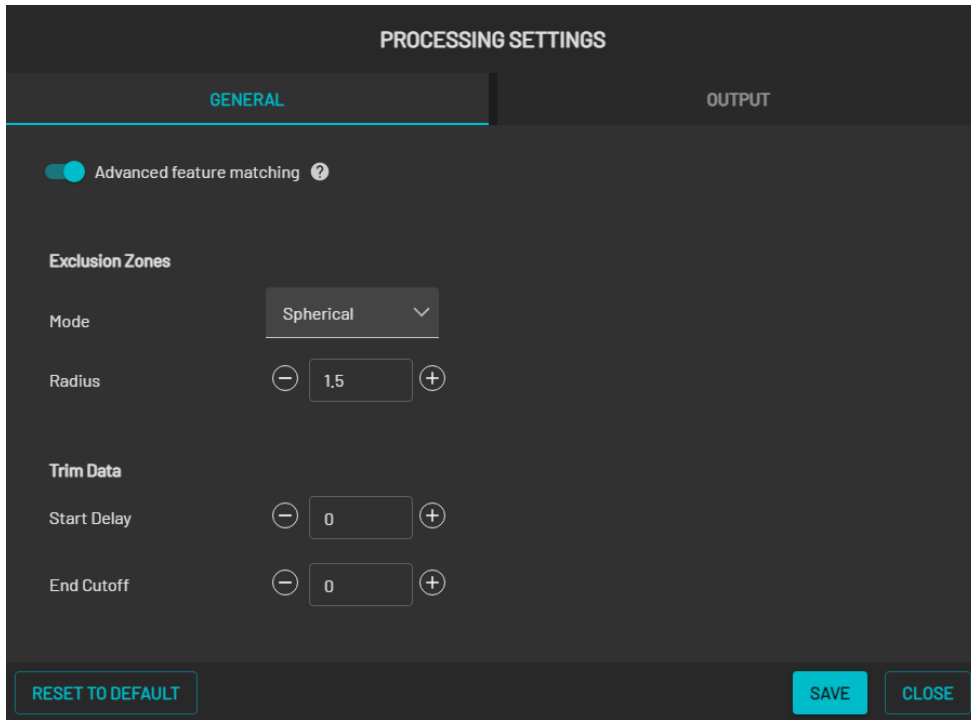 PROCESSING SETTINGS
GENERAL OUTPUT
Advanced feature matching ?
Exclusion Zones
Mode Spherical
Radius 1.5
Trim Data
Start Delay 0
End Cutoff 0
RESET TO DEFAULT SAVE CLOSE